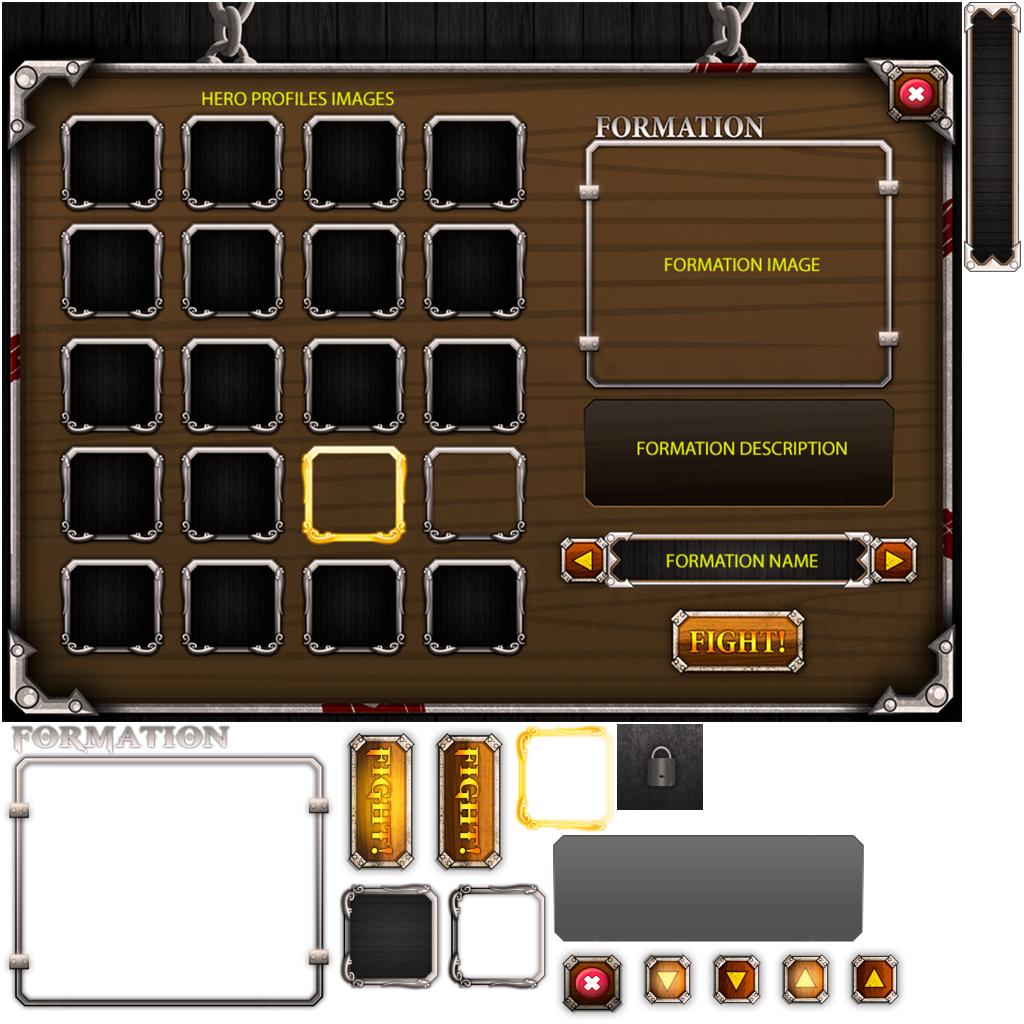 HERO PROFILES IMAGES
FORMATION
FORMATION IMAGE
FORMATION DESCRIPTION
FORMATION NAME
FIGHT!
FORMATION
FIGHT!
FIGHT!